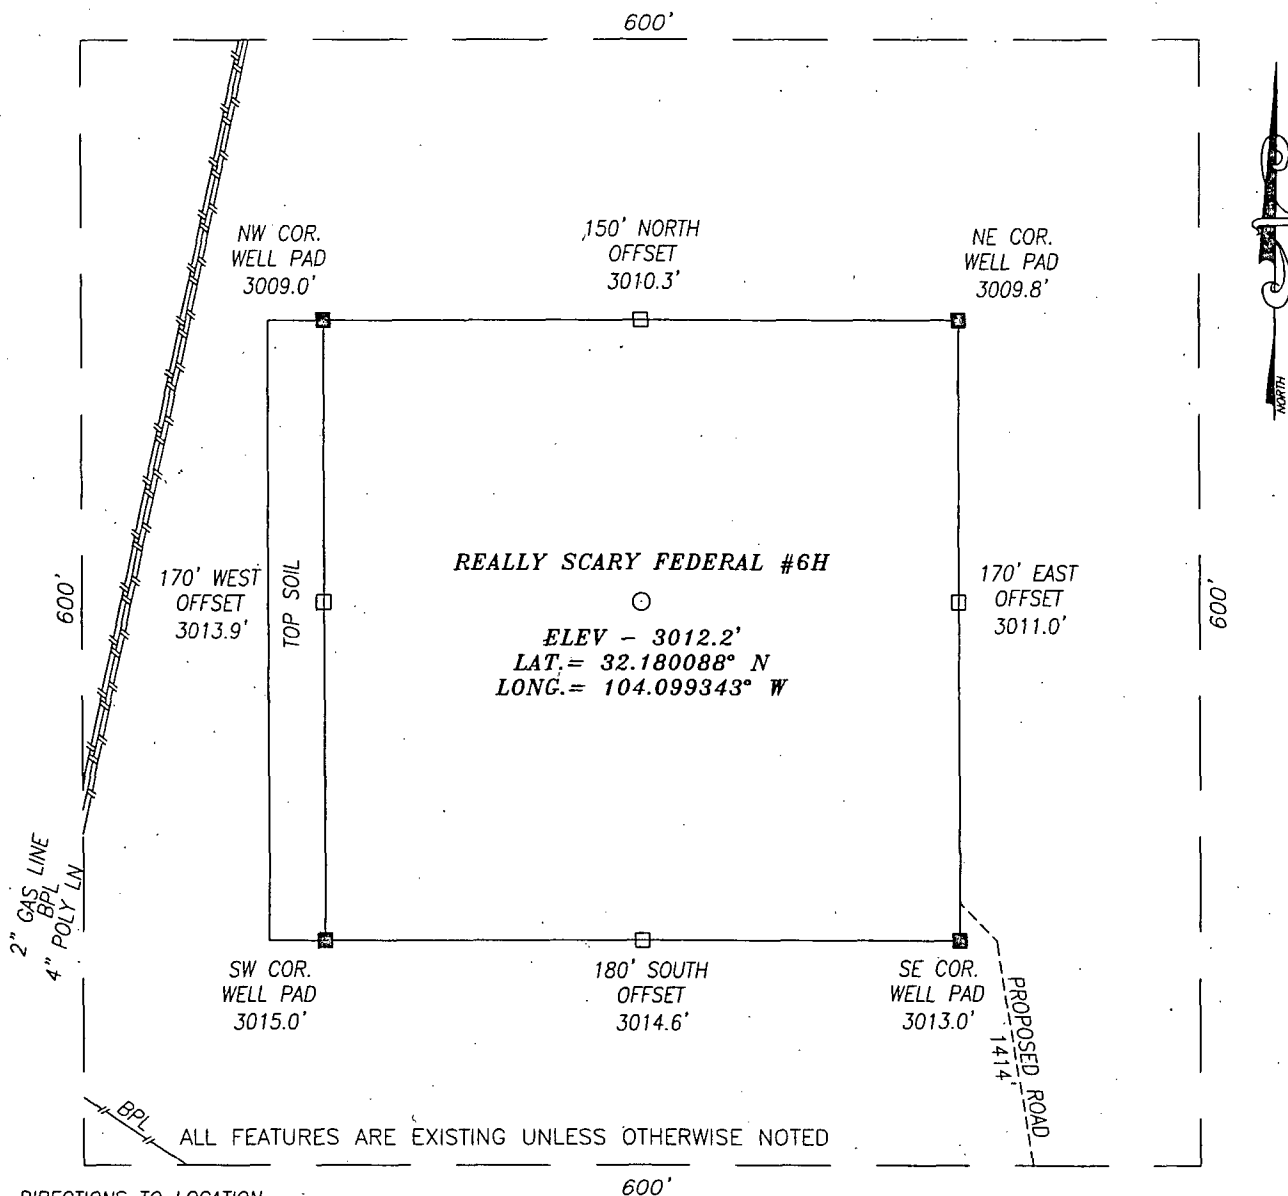 600'
NW COR.
WELL PAD
3009.0'
150' NORTH
OFFSET
3010.3'
NE COR.
WELL PAD
3009.8'
NORTH
600'
170' WEST
OFFSET
3013.9'
TOP SOIL
REALLY SCARY FEDERAL #6H
ELEV - 3012.2'
LAT.= 32.180088° N
LONG.= 104.099343° W
170' EAST
OFFSET
3011.0'
600'
2" GAS LINE
BPL
4" POLY LN
SW COR.
WELL PAD
3015.0'
180' SOUTH
OFFSET
3014.6'
SE COR.
WELL PAD
3013.0'
PROPOSED ROAD
1414'
BPL
ALL FEATURES ARE EXISTING UNLESS OTHERWISE NOTED
600'
DIRECTIONS TO LOCATION